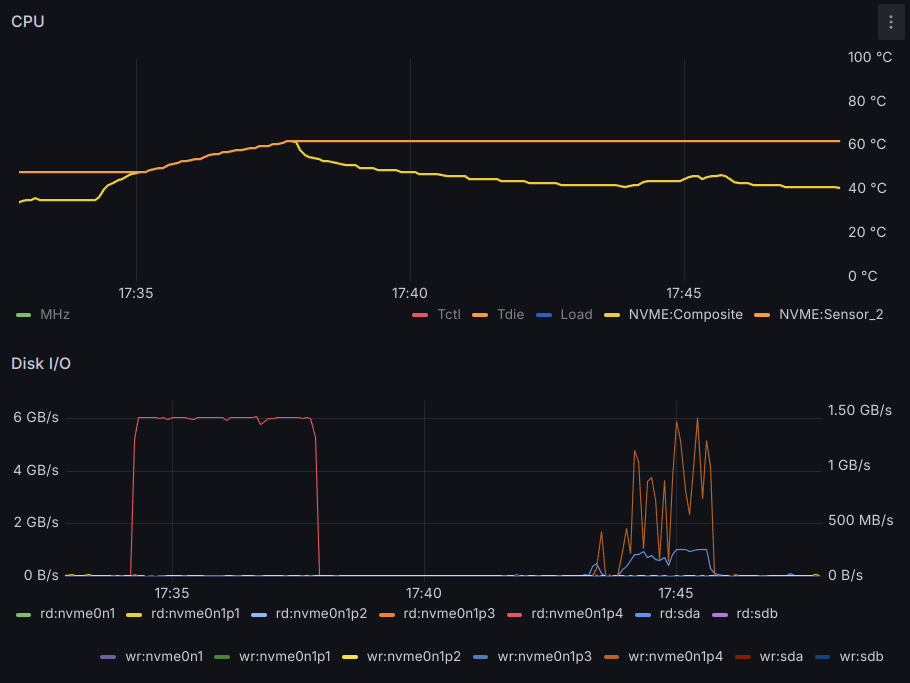 CPU
100 °C
80 °C
60 °C
40 °C
20 °C
0 °C
17:35 17:40 17:45
MHz Tctl Tdie Load NVME:Composite NVME:Sensor_2
Disk I/O
6 GB/s 1.50 GB/s
4 GB/s 1 GB/s
2 GB/s 500 MB/s
0 B/s 0 B/s
17:35 17:40 17:45
rd:nvme0n1 rd:nvme0n1p1 rd:nvme0n1p2 rd:nvme0n1p3 rd:nvme0n1p4 rd:sda rd:sdb
wr:nvme0n1 wr:nvme0n1p1 wr:nvme0n1p2 wr:nvme0n1p3 wr:nvme0n1p4 wr:sda wr:sdb